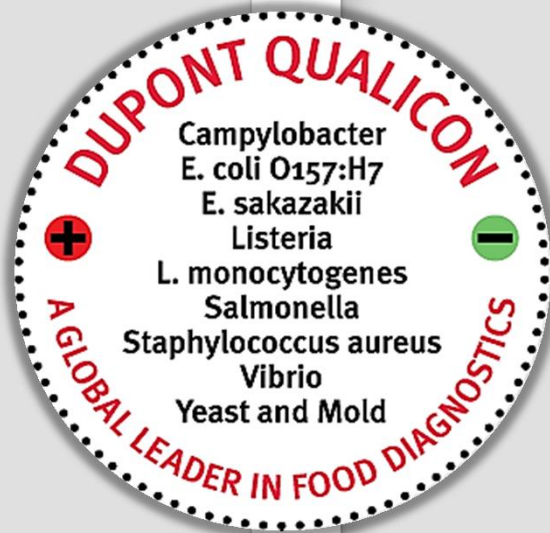 DUPONT QUALICON
Campylobacter
E. coli O157:H7
E. sakazakii
Listeria
L. monocytogenes
Salmonella
Staphylococcus aureus
Vibrio
Yeast and Mold
A GLOBAL LEADER IN FOOD DIAGNOSTICS